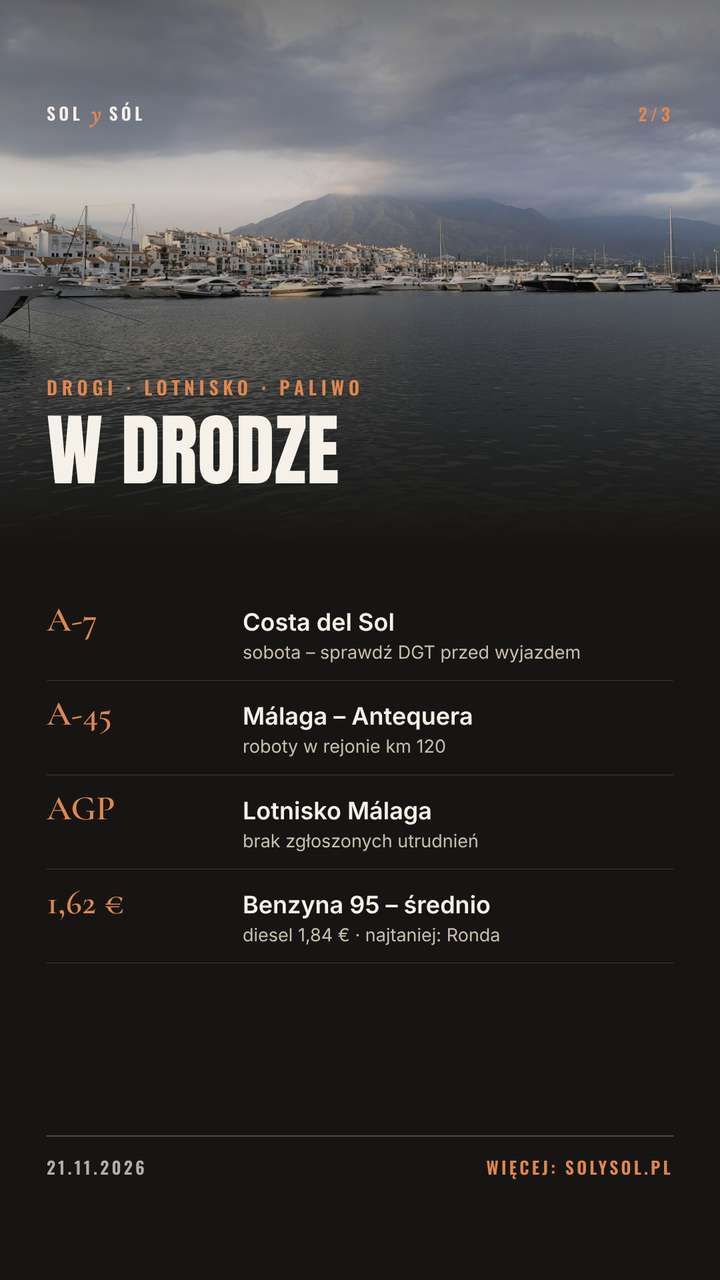 SOL y SÓL
2/3
DROGI · LOTNISKO · PALIWO
W DRODZE
A-7
Costa del Sol
sobota – sprawdź DGT przed wyjazdem
A-45
Málaga – Antequera
roboty w rejonie km 120
AGP
Lotnisko Málaga
brak zgłoszonych utrudnień
1,62 €
Benzyna 95 – średnio
diesel 1,84 € · najtaniej: Ronda
21.11.2026
WIĘCEJ: SOLYSOL.PL